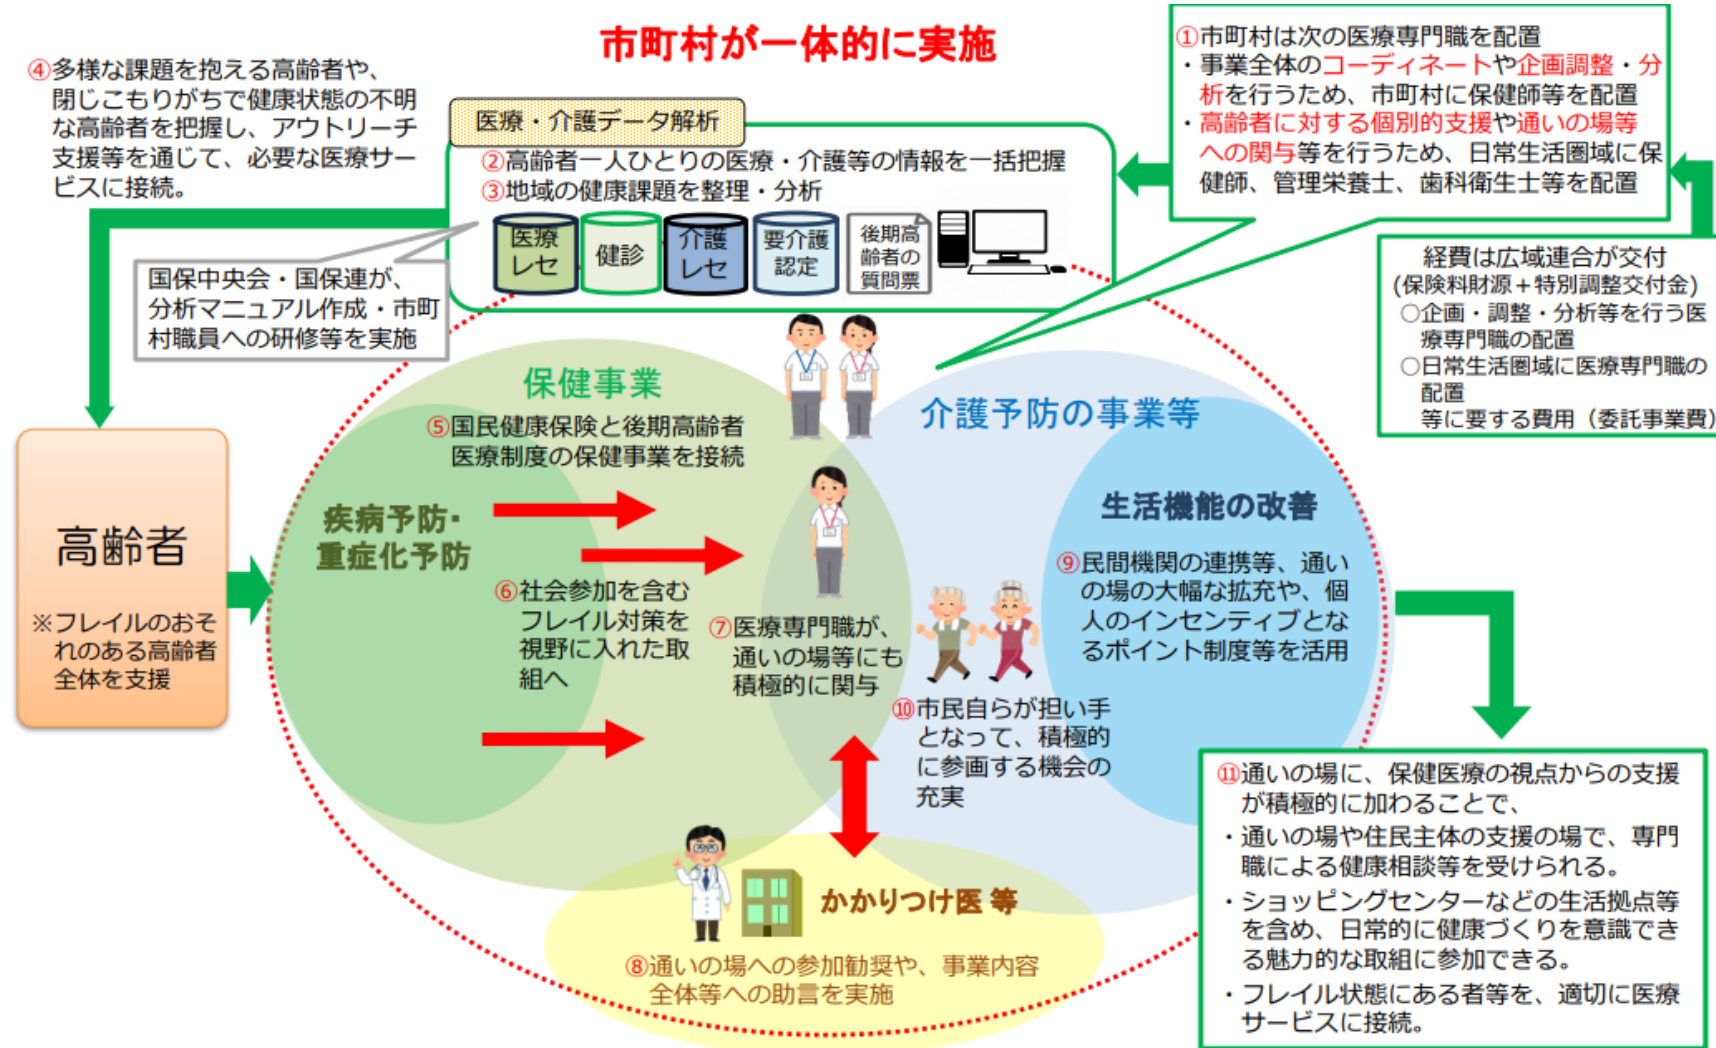 市町村が一体的に実施
①市町村は次の医療専門職を配置
・事業全体のコーディネートや企画調整・分
析を行うため、市町村に保健師等を配置
・高齢者に対する個別的支援や通いの場等
への関与等を行うため、日常生活圏域に保
健師、管理栄養士、歯科衛生士等を配置
④多様な課題を抱える高齢者や、
閉じこもりがちで健康状態の不明
な高齢者を把握し、アウトリーチ
支援等を通じて、必要な医療サー
ビスに接続。
医療・介護データ解析
②高齢者一人ひとりの医療・介護等の情報を一括把握
③地域の健康課題を整理・分析
医療
レセ
健診
介護
レセ
要介護
認定
後期高
齢者の
質問票
経費は広域連合が交付
(保険料財源＋特別調整交付金)
○企画・調整・分析等を行う医
療専門職の配置
○日常生活圏域に医療専門職の
配置
等に要する費用（委託事業費）
国保中央会・国保連が、
分析マニュアル作成・市町
村職員への研修等を実施
保健事業
⑤国民健康保険と後期高齢者
医療制度の保健事業を接続
介護予防の事業等
高齢者
※フレイルのおそ
れのある高齢者
全体を支援
疾病予防・
重症化予防
⑥社会参加を含む
フレイル対策を
視野に入れた取
組へ
⑦医療専門職が、
通いの場等にも
積極的に関与
生活機能の改善
⑨民間機関の連携等、通い
の場の大幅な拡充や、個
人のインセンティブとな
るポイント制度等を活用
⑩市民自らが担い手
となって、積極的
に参画する機会の
充実
かかりつけ医 等
⑧通いの場への参加勧奨や、事業内容
全体等への助言を実施
⑪通いの場に、保健医療の視点からの支援
が積極的に加わることで、
・通いの場や住民主体の支援の場で、専門
職による健康相談等を受けられる。
・ショッピングセンターなどの生活拠点等
を含め、日常的に健康づくりを意識でき
る魅力的な取組に参加できる。
・フレイル状態にある者等を、適切に医療
サービスに接続。